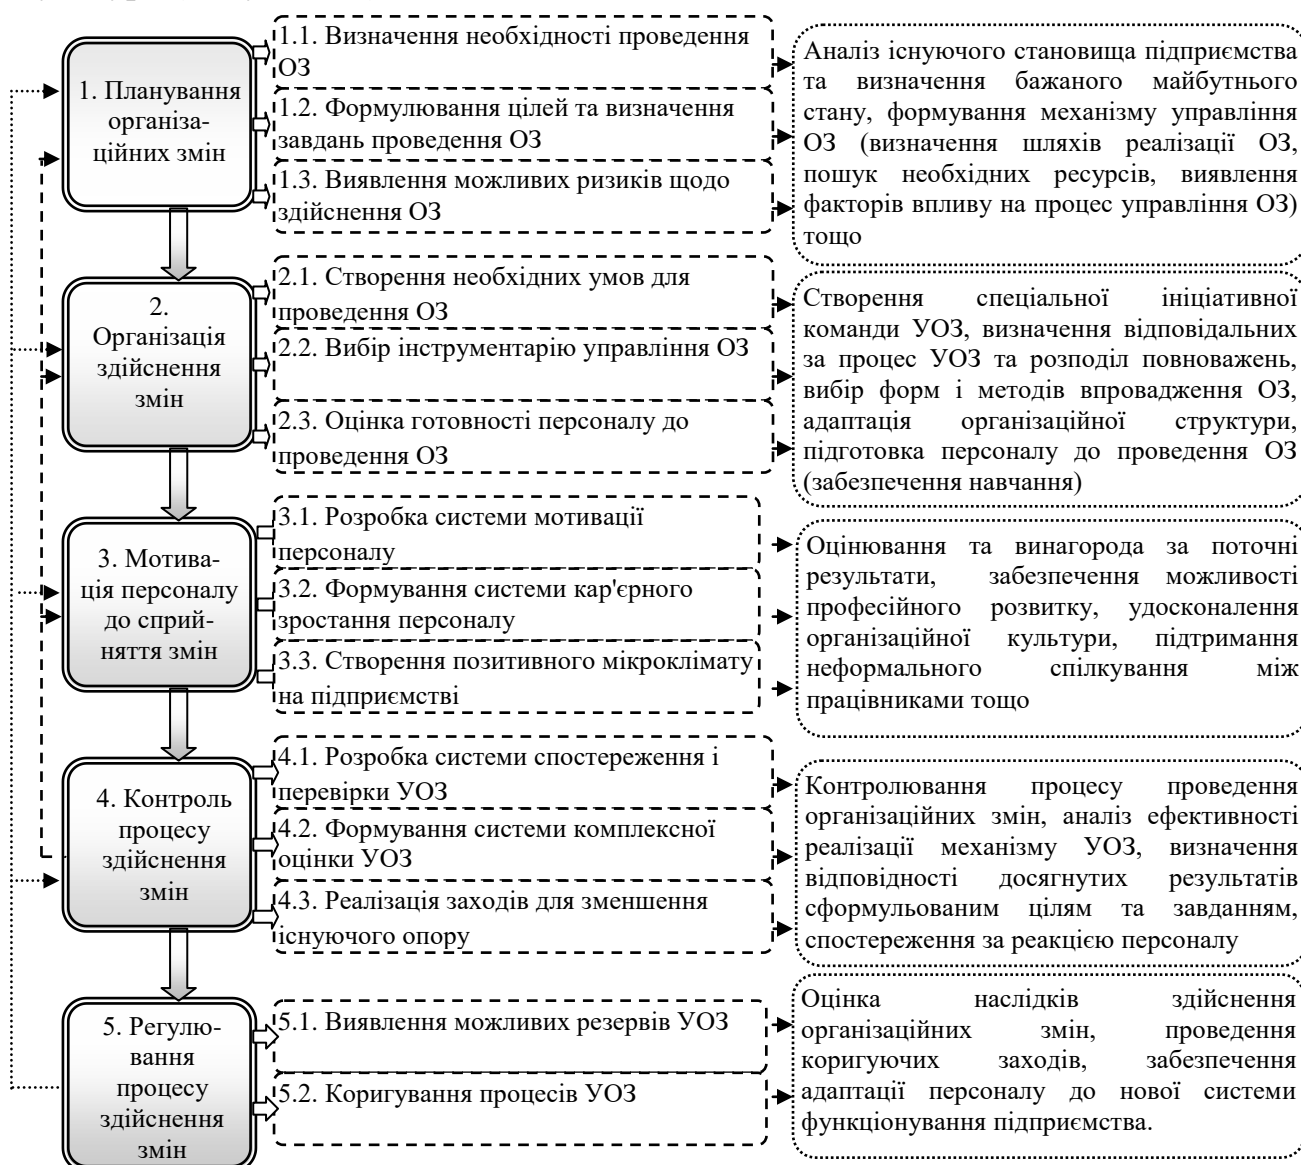 1. Планування
організа-
ційних змін
1.1. Визначення необхідності проведення
ОЗ
1.2. Формулювання цілей та визначення
завдань проведення ОЗ
1.3. Виявлення можливих ризиків щодо
здійснення ОЗ
Аналіз існуючого становища підприємства
та визначення бажаного майбутнього
стану, формування механізму управління
ОЗ (визначення шляхів реалізації ОЗ,
пошук необхідних ресурсів, виявлення
факторів впливу на процес управління ОЗ)
тощо
2.
Організація
здійснення
змін
2.1. Створення необхідних умов для
проведення ОЗ
2.2. Вибір інструментарію управління ОЗ
2.3. Оцінка готовності персоналу до
проведення ОЗ
Створення спеціальної ініціативної
команди УОЗ, визначення відповідальних
за процес УОЗ та розподіл повноважень,
вибір форм і методів впровадження ОЗ,
адаптація організаційної структури,
підготовка персоналу до проведення ОЗ
(забезпечення навчання)
3. Мотива-
ція персоналу
до сприй-
няття змін
3.1. Розробка системи мотивації
персоналу
3.2. Формування системи кар'єрного
зростання персоналу
3.3. Створення позитивного мікроклімату
на підприємстві
Оцінювання та винагорода за поточні
результати, забезпечення можливості
професійного розвитку, удосконалення
організаційної культури, підтримання
неформального спілкування між
працівниками тощо
4. Контроль
процесу
здійснення
змін
4.1. Розробка системи спостереження і
перевірки УОЗ
4.2. Формування системи комплексної
оцінки УОЗ
4.3. Реалізація заходів для зменшення
існуючого опору
Контролювання процесу проведення
організаційних змін, аналіз ефективності
реалізації механізму УОЗ, визначення
відповідності досягнутих результатів
сформульованим цілям та завданням,
спостереження за реакцією персоналу
5. Регулю-
вання
процесу
здійснення
змін
5.1. Виявлення можливих резервів УОЗ
5.2. Коригування процесів УОЗ
Оцінка наслідків здійснення
організаційних змін, проведення
коригуючих заходів, забезпечення
адаптації персоналу до нової системи
функціонування підприємства.